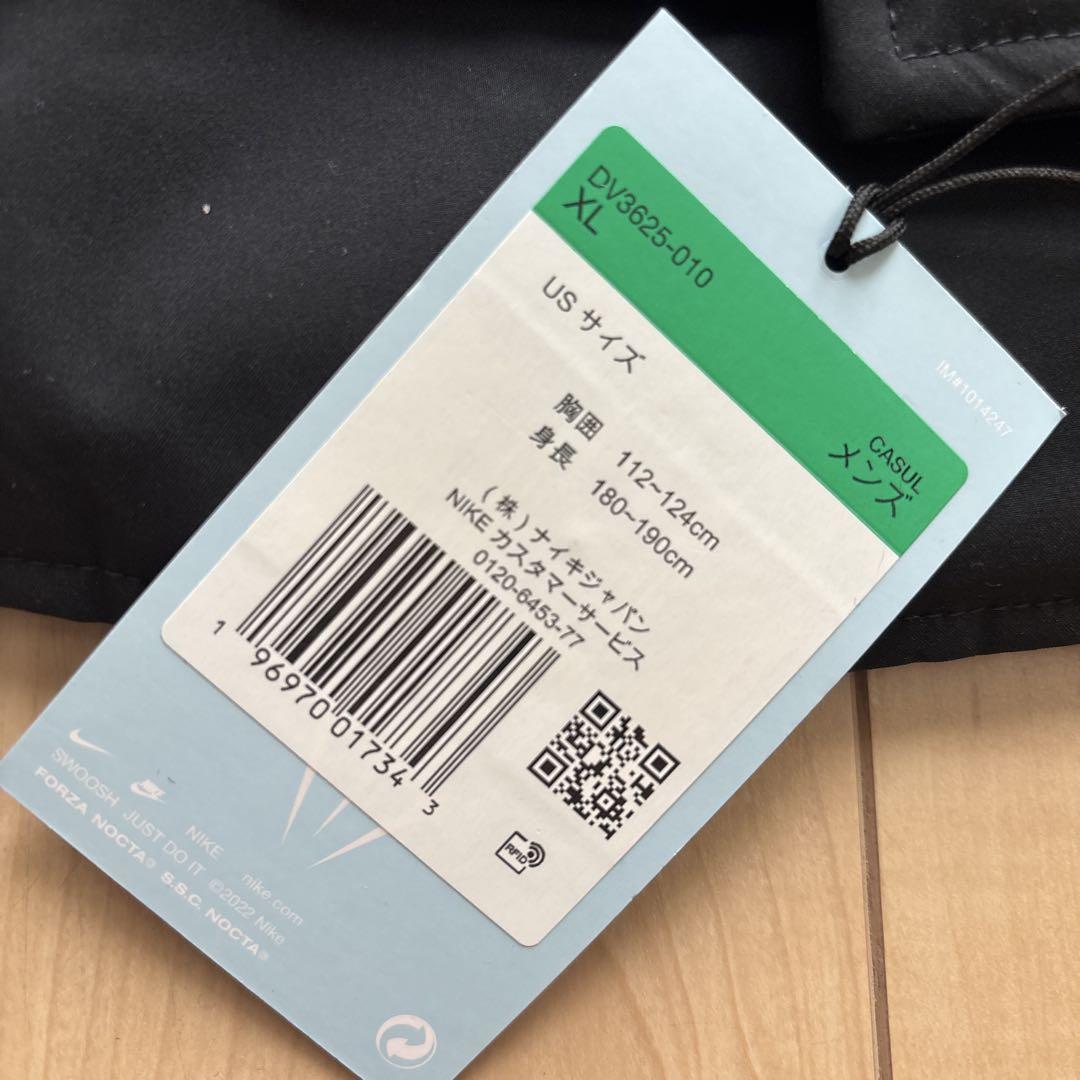 DV3625-010
XL
CASUL
メンズ
US サイズ
胸囲 112~124cm
身長 180~190cm
(株)ナイキジャパン
NIKE カスタマーサービス
0120-6453-77
1 96970 01734 3
RFID
IM#1014247
NIKE nike.com
SWOOSH JUST DO IT ©2022 Nike
FORZA NOCTA® S.S.C. NOCTA®